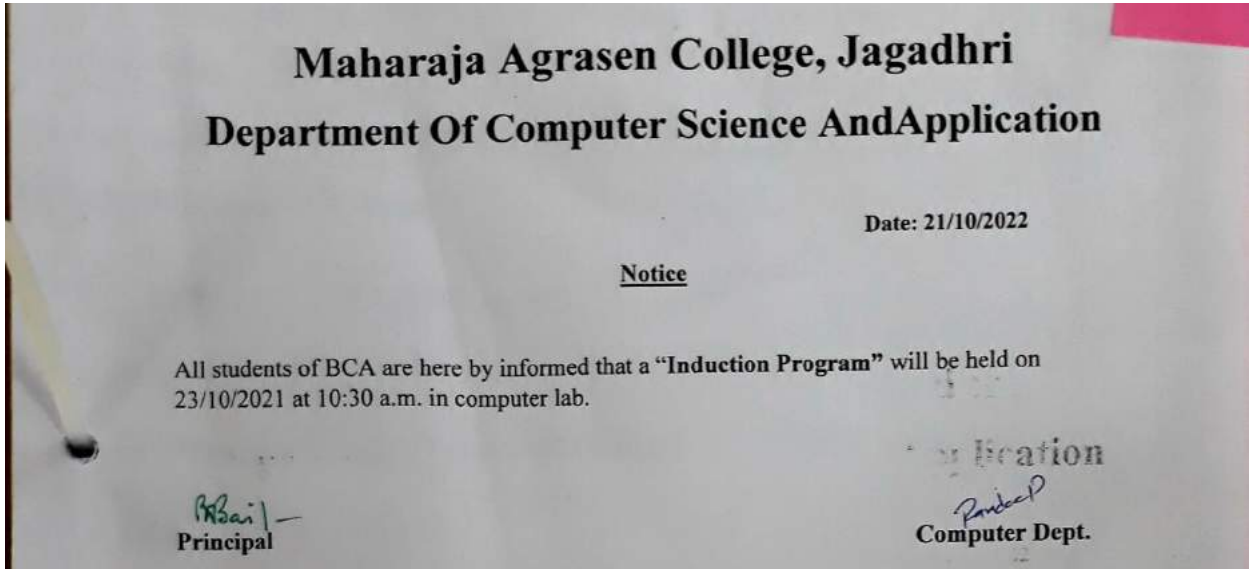 Maharaja Agrasen College, Jagadhri
Department Of Computer Science AndApplication
Date: 21/10/2022
Notice
All students of BCA are here by informed that a “Induction Program” will be held on
23/10/2021 at 10:30 a.m. in computer lab.
lication
Randeep
Principal
Computer Dept.